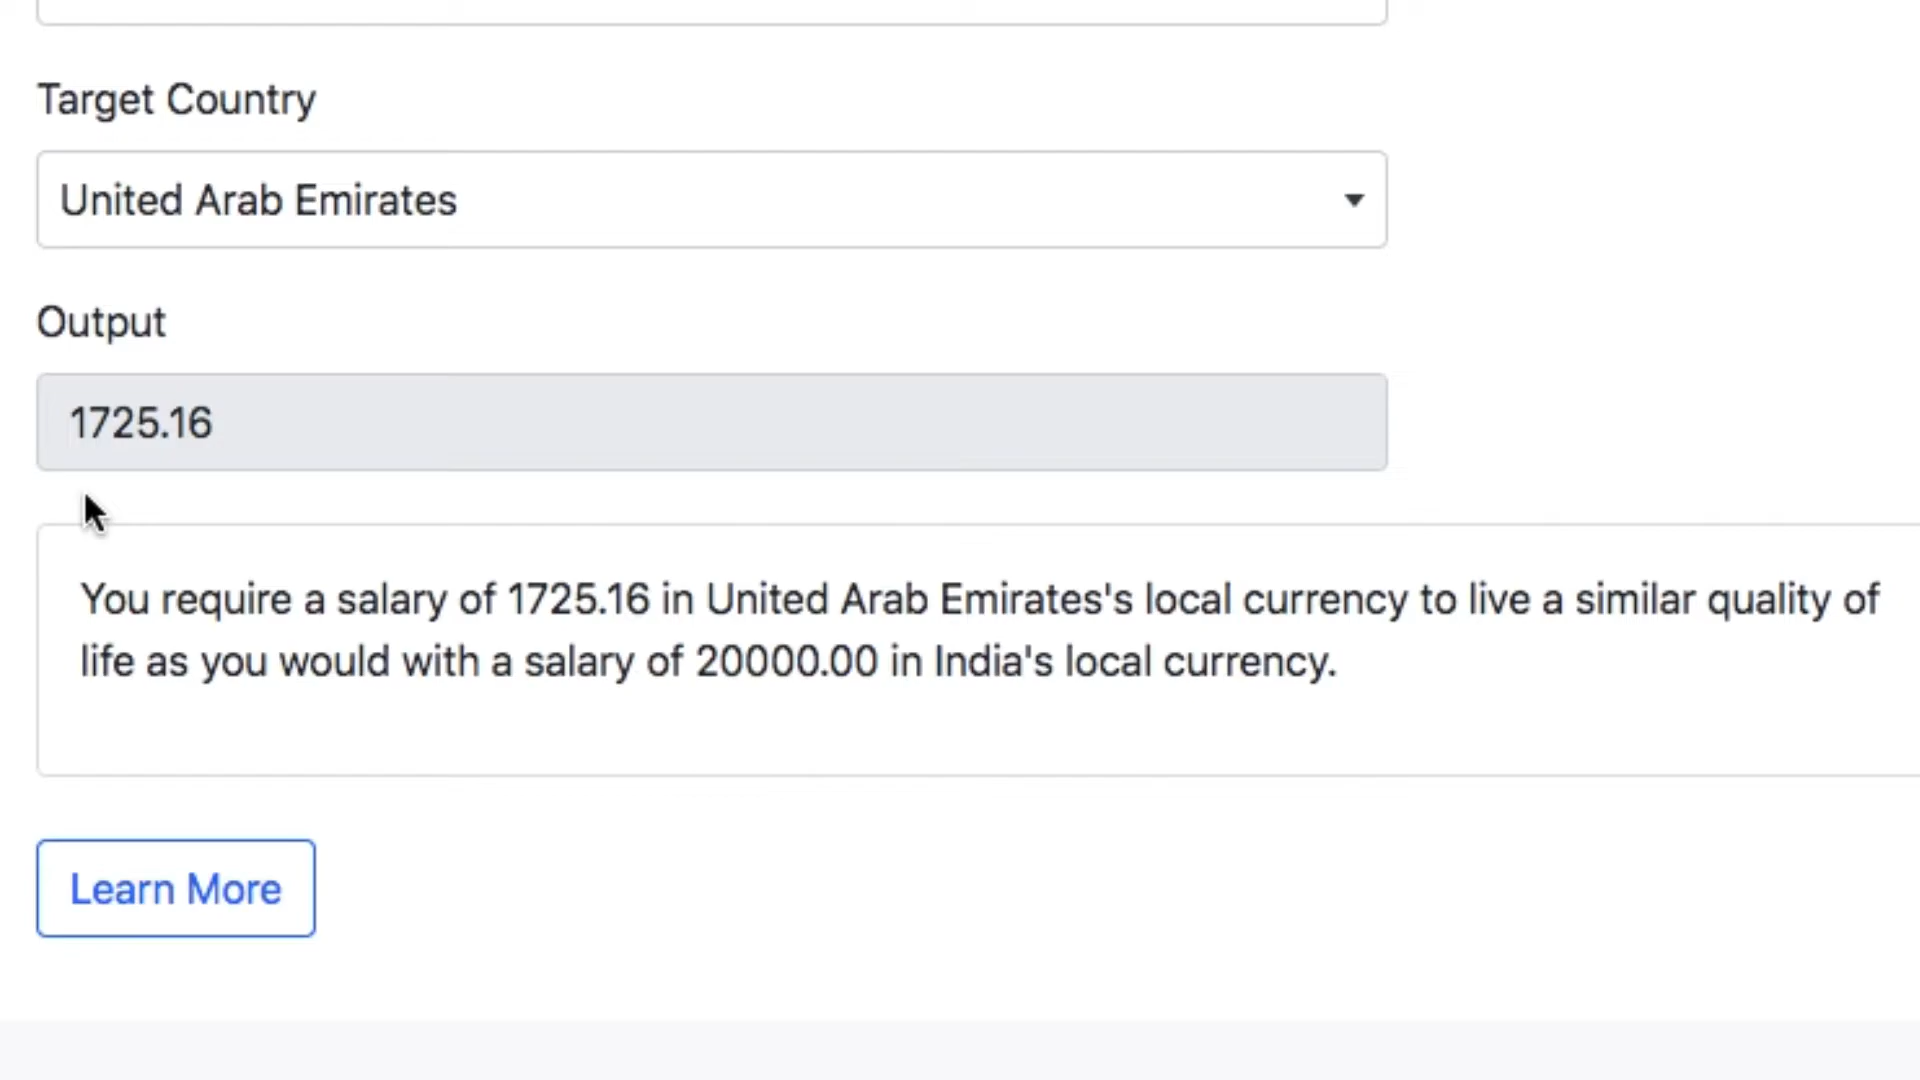 Target Country
United Arab Emirates
Output
1725.16
You require a salary of 1725.16 in United Arab Emirates's local currency to live a similar quality of
life as you would with a salary of 20000.00 in India's local currency.
Learn More